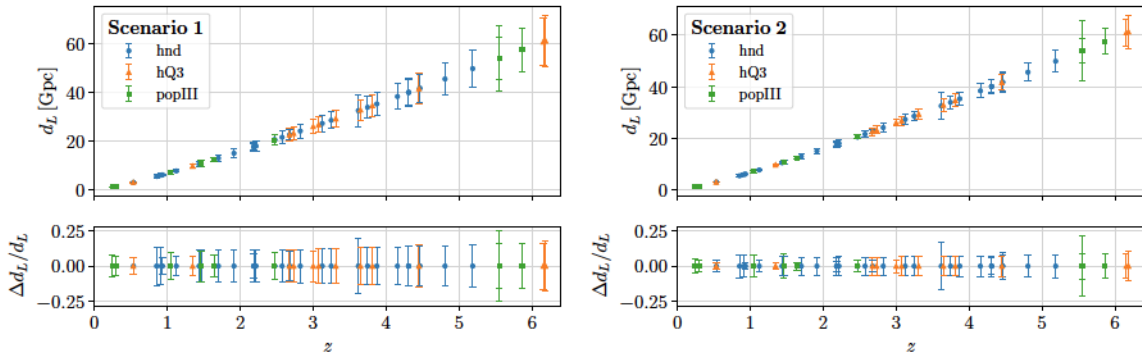 Scenario 1
hnd
hQ3
popIII
60
40
20
0
d_L [Gpc]
0.25
0.00
−0.25
Δd_L/d_L
0 1 2 3 4 5 6
z
Scenario 2
hnd
hQ3
popIII
60
40
20
0
d_L [Gpc]
0.25
0.00
−0.25
Δd_L/d_L
0 1 2 3 4 5 6
z